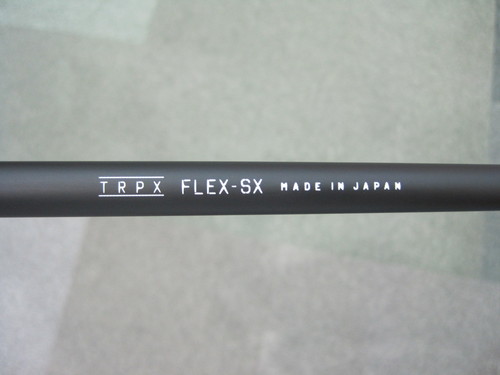 TRPX FLEX-SX MADE IN JAPAN